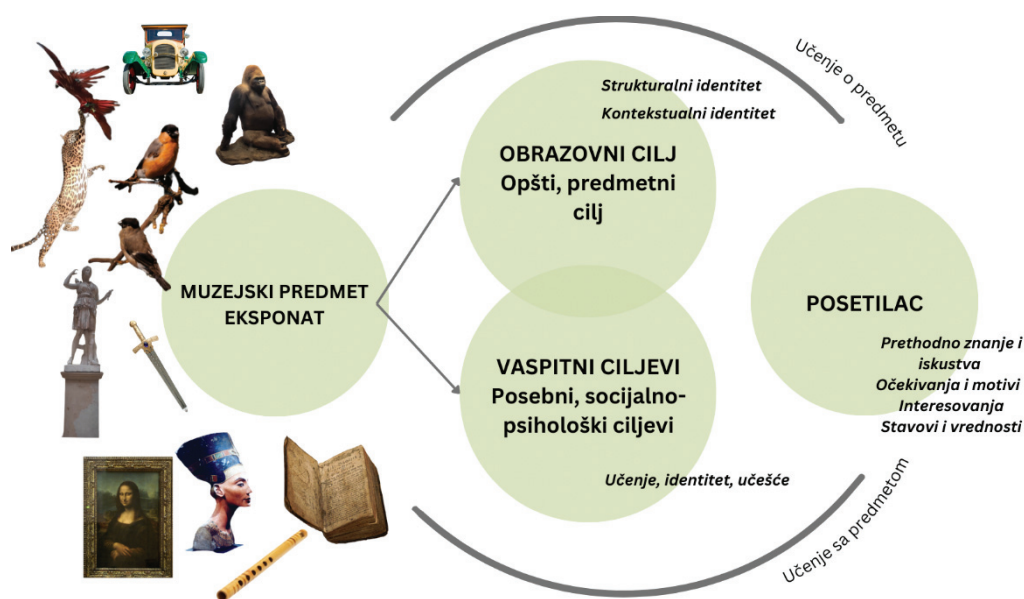 Učenje o predmetu
Strukturalni identitet
Kontekstualni identitet
OBRAZOVNI CILJ
Opšti, predmetni
cilj
MUZEJSKI PREDMET
EKSPONAT
POSETILAC
Prethodno znanje i
iskustva
Očekivanja i motivi
Interesovanja
Stavovi i vrednosti
VASPITNI CILJEVI
Posebni, socijalno-
psihološki ciljevi
Učenje, identitet, učešće
Učenje sa predmetom